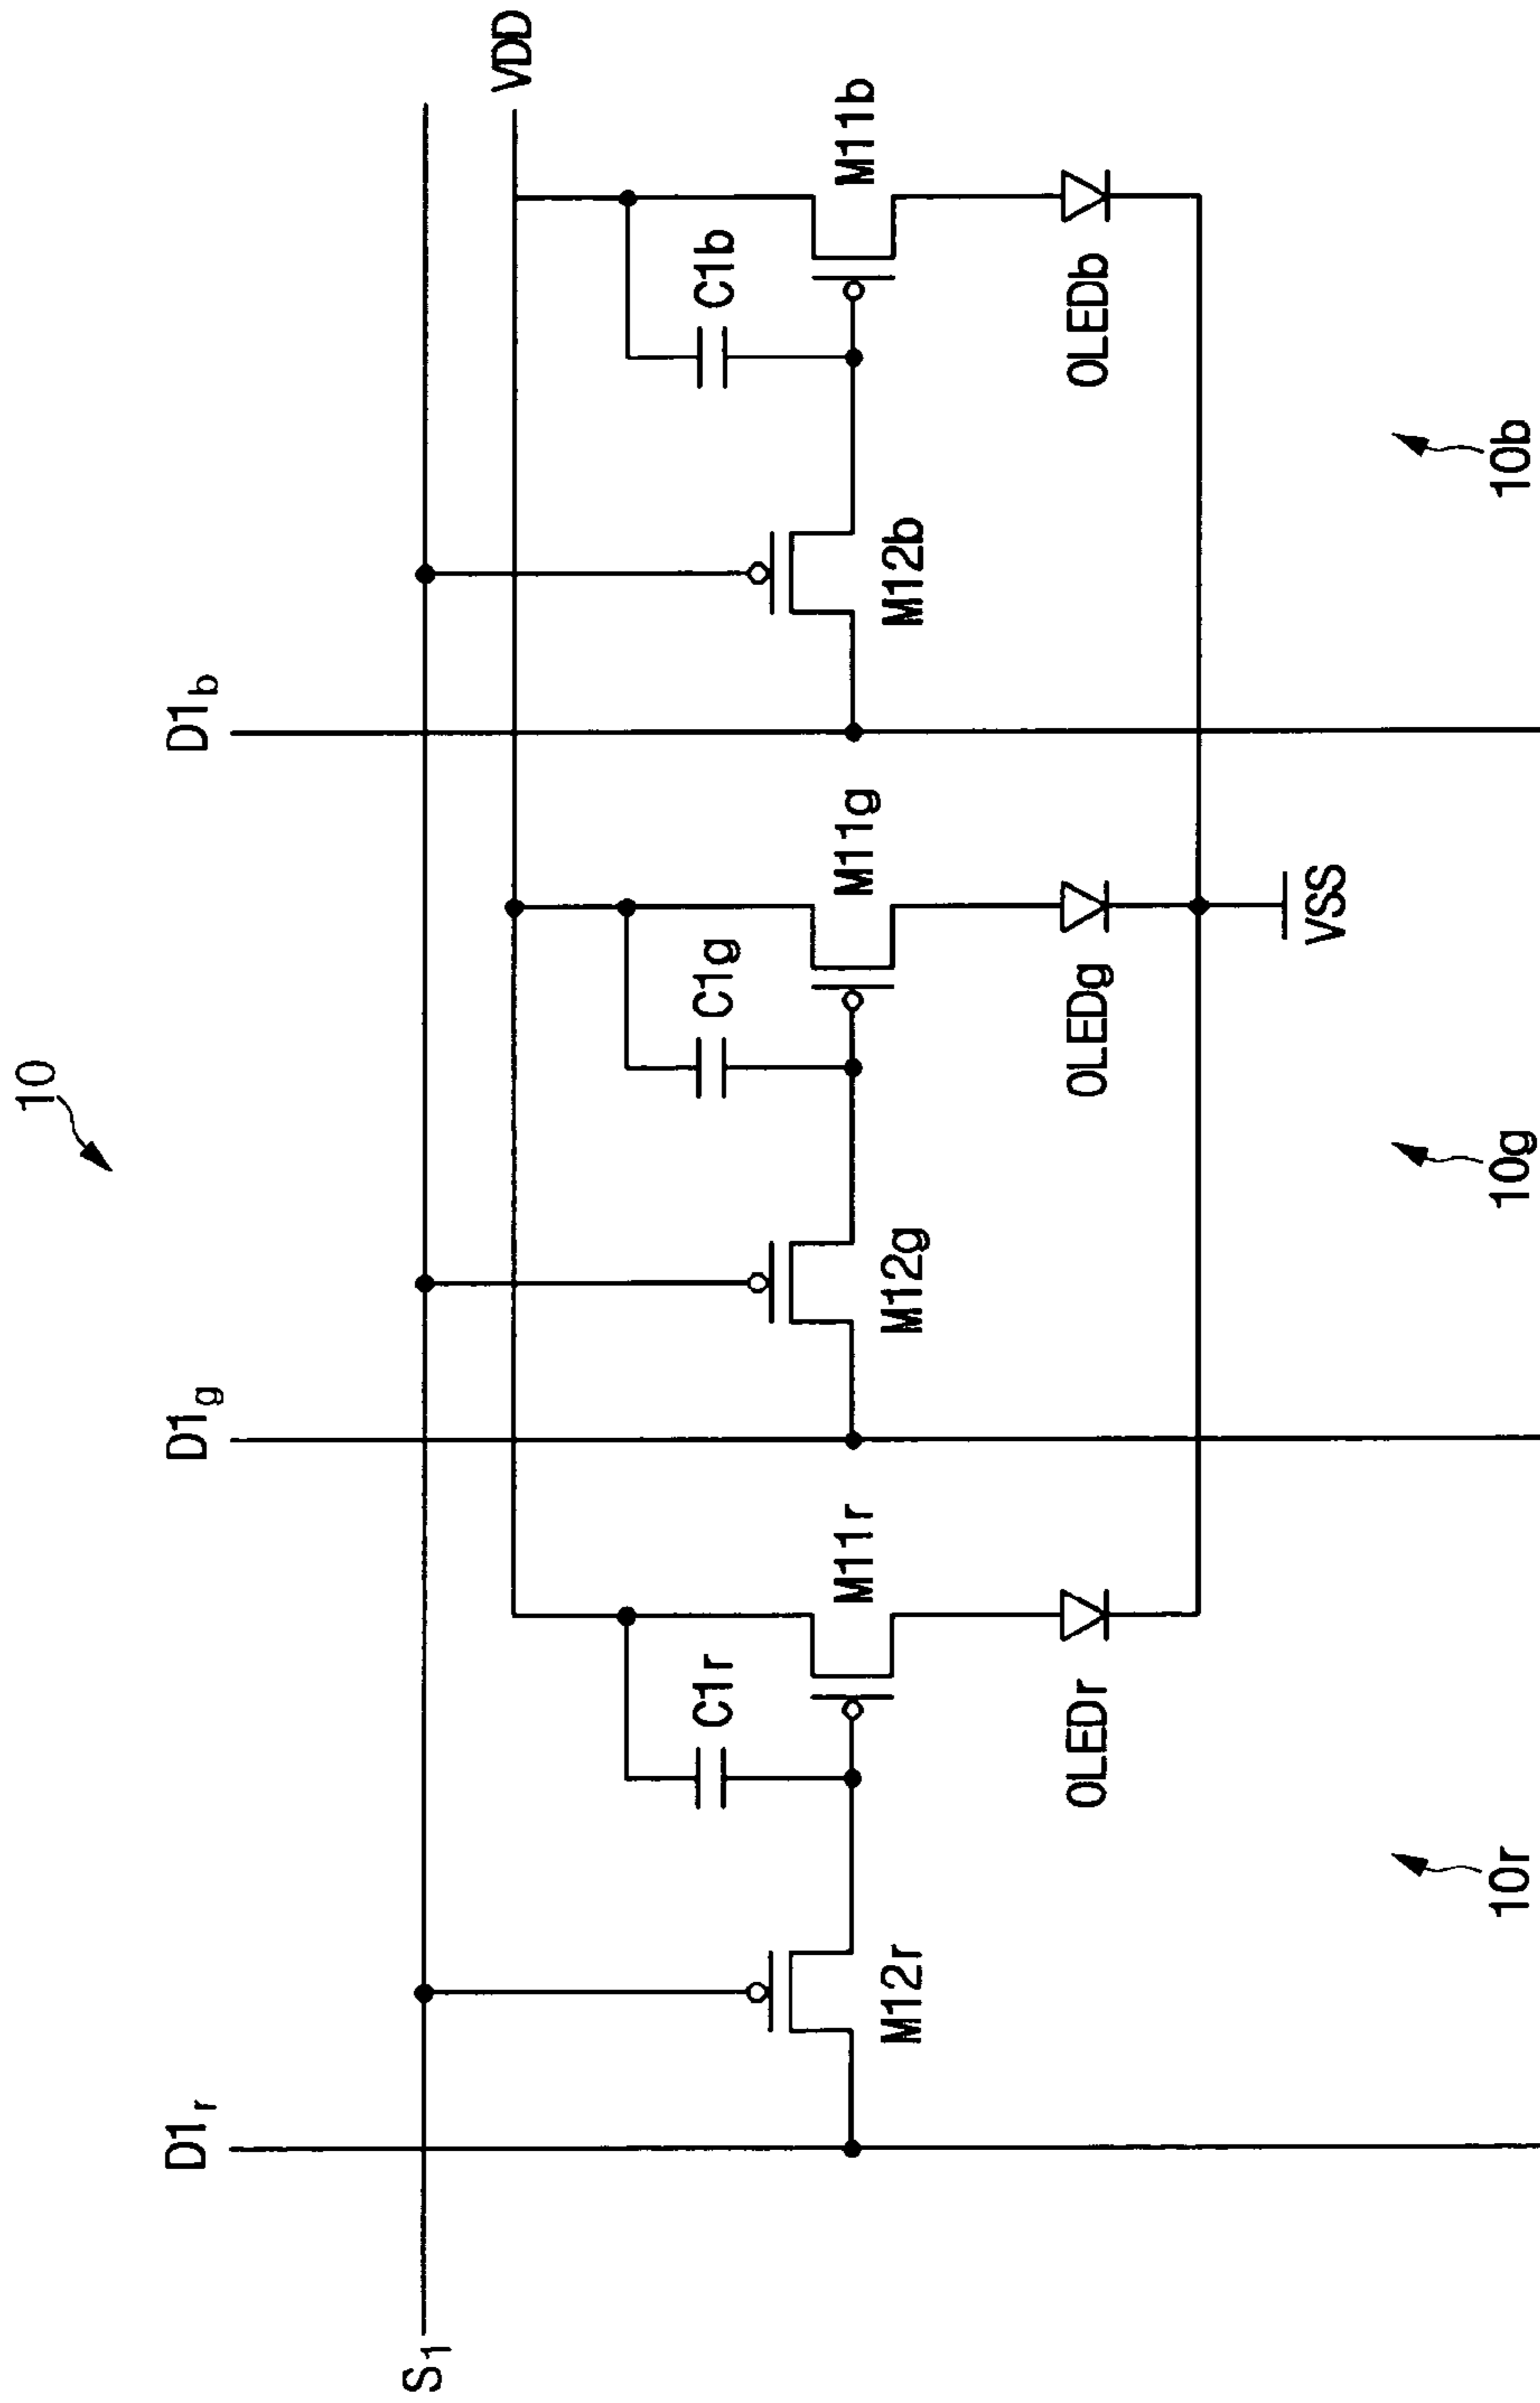 10
D1r
D1g
D1b
S1
VDD
C1r
C1g
C1b
M11r
M11g
M11b
M12r
M12g
M12b
OLEDr
OLEDg
OLEDb
VSS
10r
10g
10b